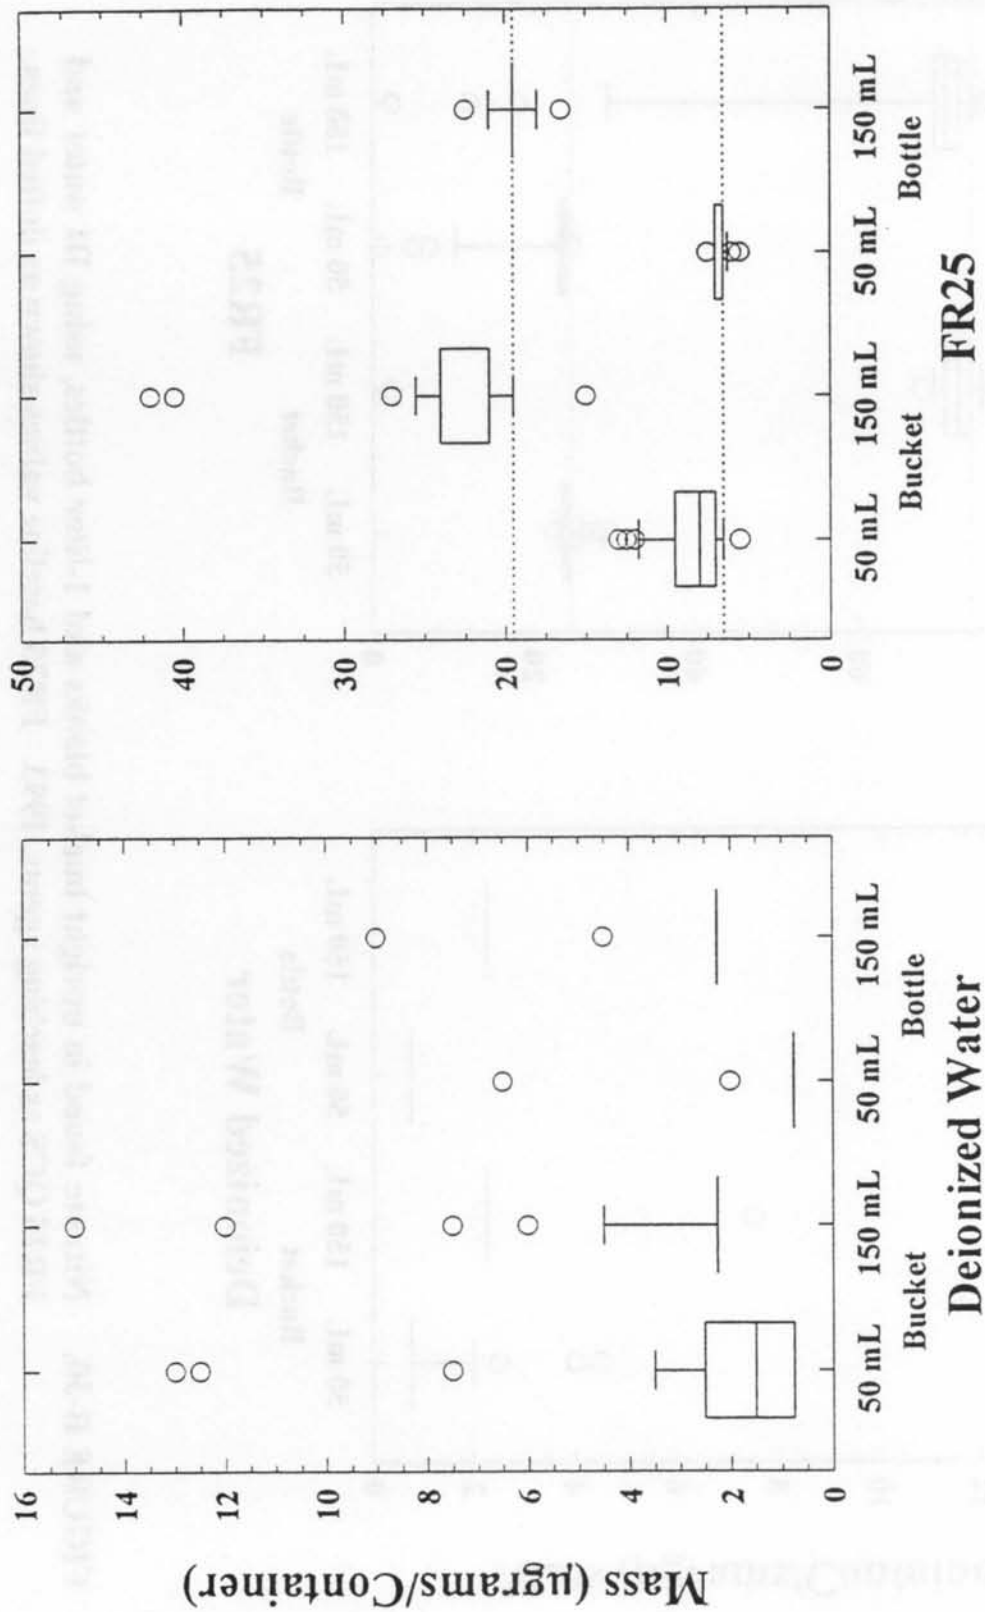 Mass (µgrams/Container)
16
14
12
10
8
6
4
2
0
50 mL 150 mL 50 mL 150 mL
Bucket Bottle
Deionized Water
50
40
30
20
10
0
50 mL 150 mL 50 mL 150 mL
Bucket Bottle
FR25